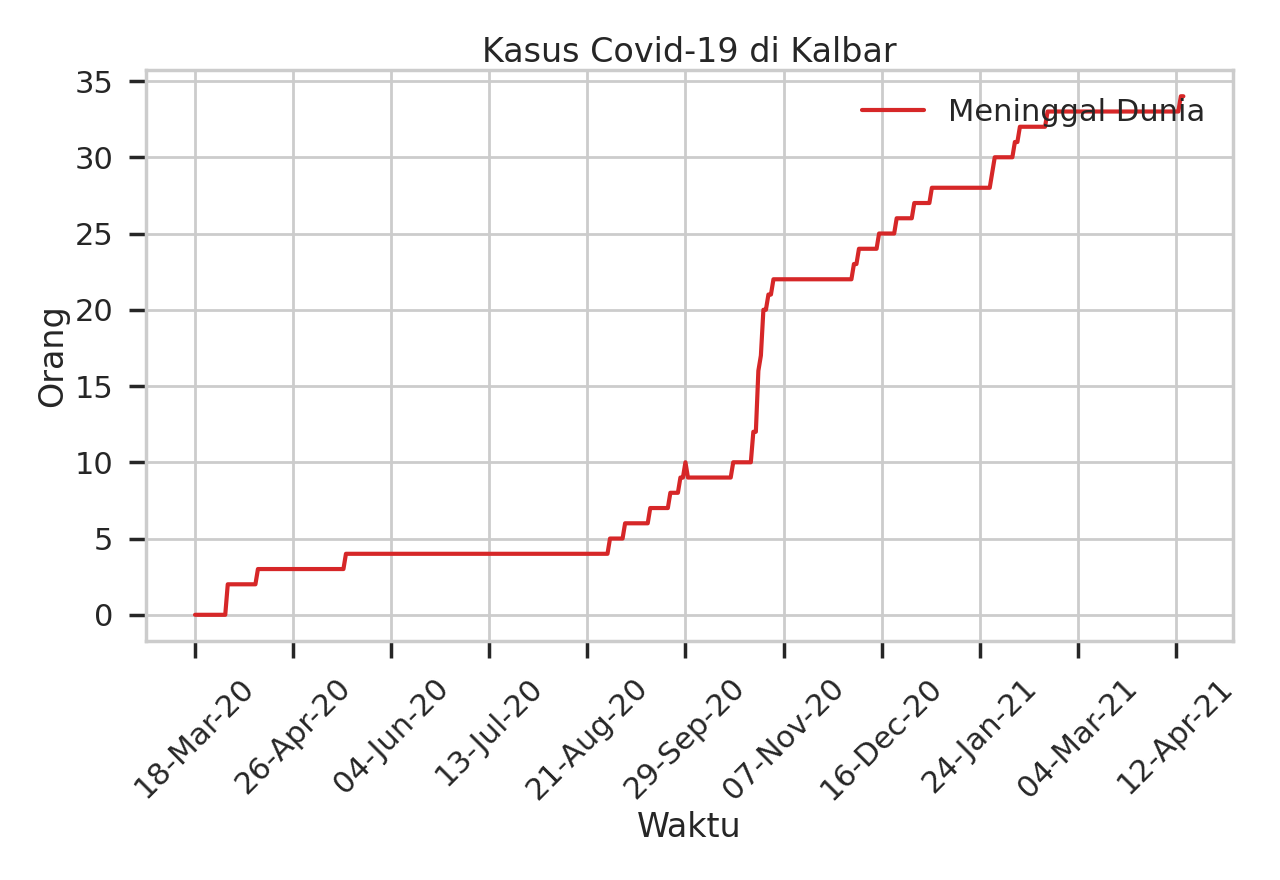 Kasus Covid-19 di Kalbar
Meninggal Dunia
Orang
35
30
25
20
15
10
5
0
18-Mar-20
26-Apr-20
04-Jun-20
13-Jul-20
21-Aug-20
29-Sep-20
07-Nov-20
16-Dec-20
24-Jan-21
04-Mar-21
12-Apr-21
Waktu